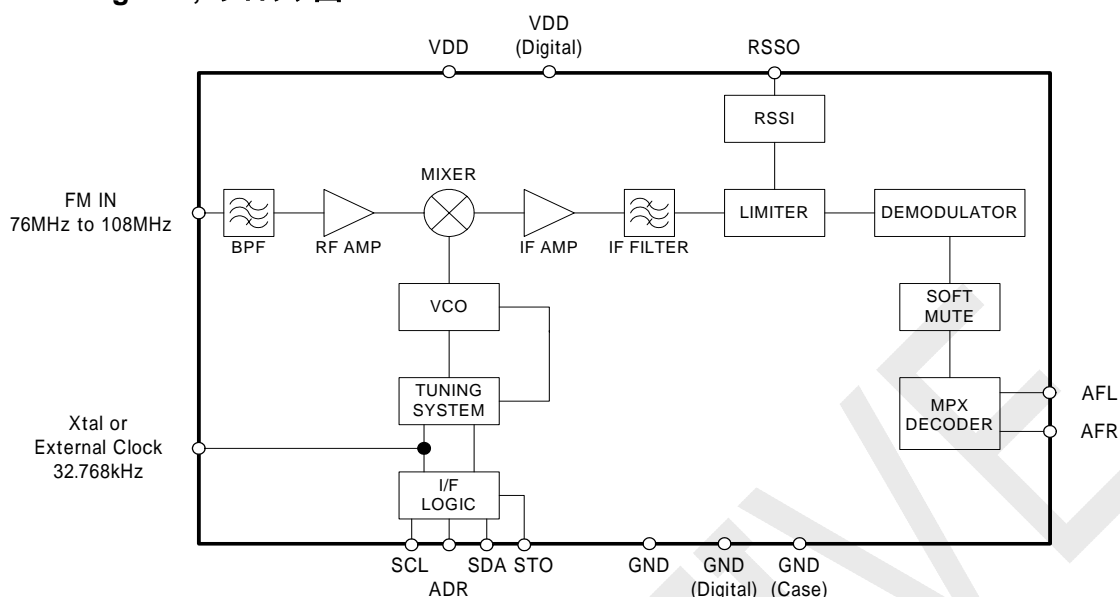 VDD
VDD
(Digital)
RSSO
RSSI
MIXER
FM IN
76MHz to 108MHz
BPF
RF AMP
IF AMP
IF FILTER
LIMITER
DEMODULATOR
VCO
SOFT
MUTE
TUNING
SYSTEM
MPX
DECODER
AFL
AFR
Xtal or
External Clock
32.768kHz
I/F
LOGIC
SCL
ADR
SDA
STO
GND
GND
(Digital)
GND
(Case)